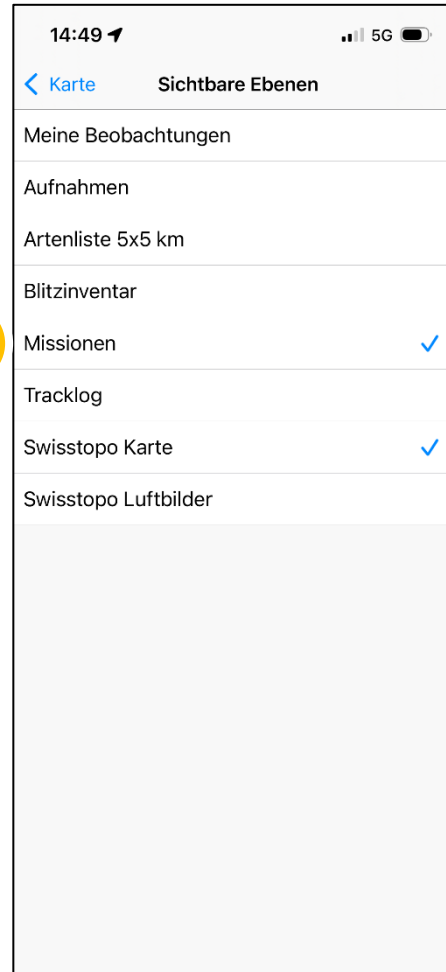 14:49 5G
Karte Sichtbare Ebenen
Meine Beobachtungen
Aufnahmen
Artenliste 5x5 km
Blitzinventar
Missionen
Tracklog
Swisstopo Karte
Swisstopo Luftbilder